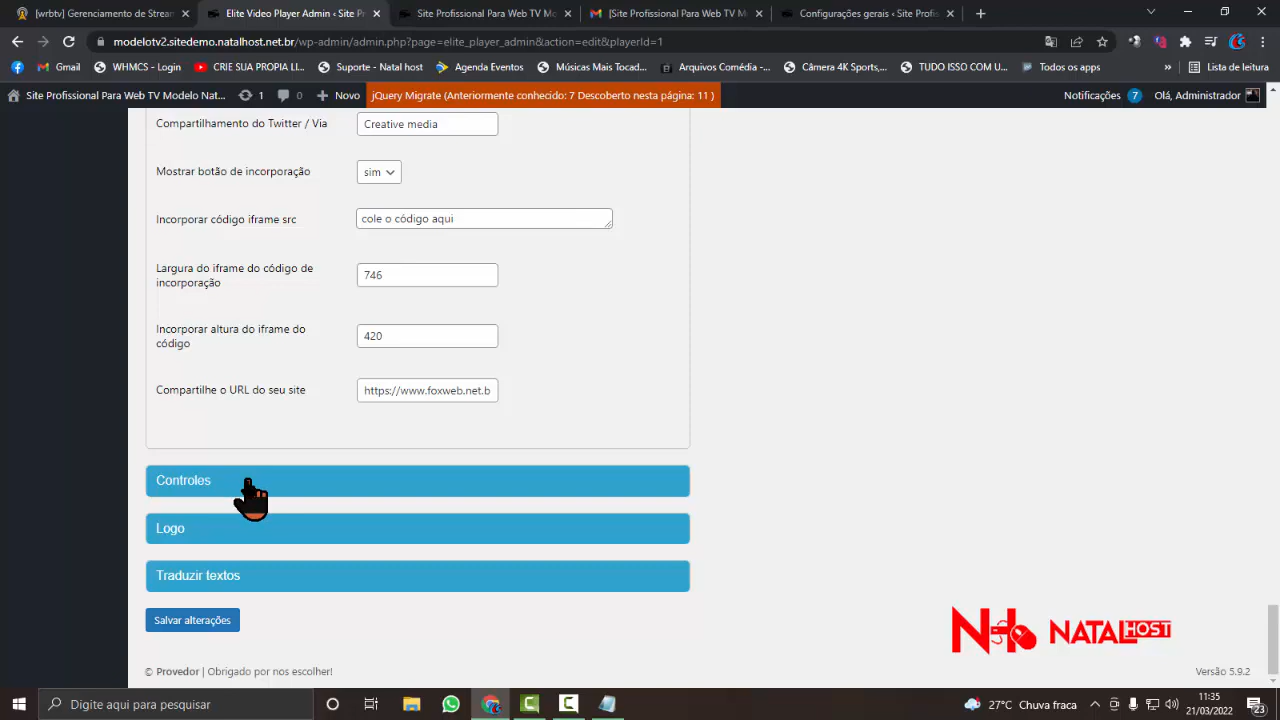 [wrbtv] Gerenciamento de Stream
Elite Video Player Admin ‹ Site P
Site Profissional Para Web TV Mo
[Site Profissional Para Web TV M
Configurações gerais ‹ Site Profis
modelotv2.sitedemo.natalhost.net.br/wp-admin/admin.php?page=elite_player_admin&action=edit&playerId=1
Gmail
WHMCS - Login
CRIE SUA PROPIA LI...
Suporte - Natal host
Agenda Eventos
Músicas Mais Tocad...
Arquivos Comédia -...
Câmera 4K Sports,...
TUDO ISSO COM U...
Todos os apps
»
Lista de leitura
Site Profissional Para Web TV Modelo Nat...
1
0
Novo
jQuery Migrate (Anteriormente conhecido: 7 Descoberto nesta página: 11 )
Notificações 7
Olá, Administrador
Compartilhamento do Twitter / Via
Creative media
Mostrar botão de incorporação
sim
Incorporar código iframe src
cole o código aqui
Largura do iframe do código de
incorporação
746
Incorporar altura do iframe do
código
420
Compartilhe o URL do seu site
https://www.foxweb.net.b
Controles
Logo
Traduzir textos
Salvar alterações
NH NATALHOST
© Provedor | Obrigado por nos escolher!
Versão 5.9.2
Digite aqui para pesquisar
27°C Chuva fraca
11:35
21/03/2022
23